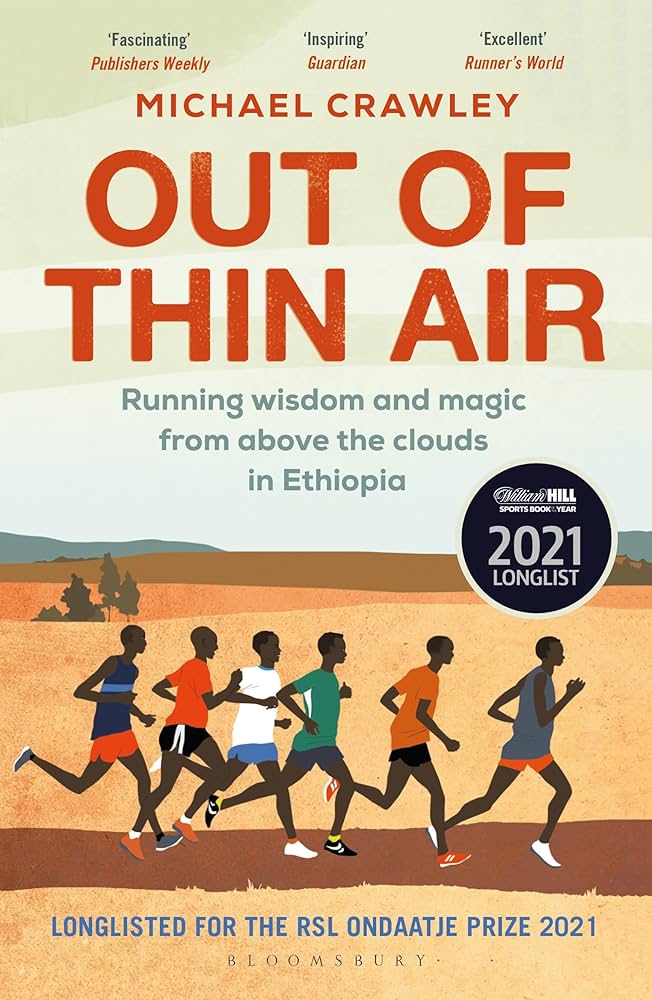 'Fascinating' 'Inspiring' 'Excellent'
Publishers Weekly Guardian Runner's World
MICHAEL CRAWLEY
OUT OF
THIN AIR
Running wisdom and magic
from above the clouds
in Ethiopia
William HILL
SPORTS BOOK OF THE YEAR
2021
LONGLIST
LONGLISTED FOR THE RSL ONDAATJE PRIZE 2021
BLOOMSBURY